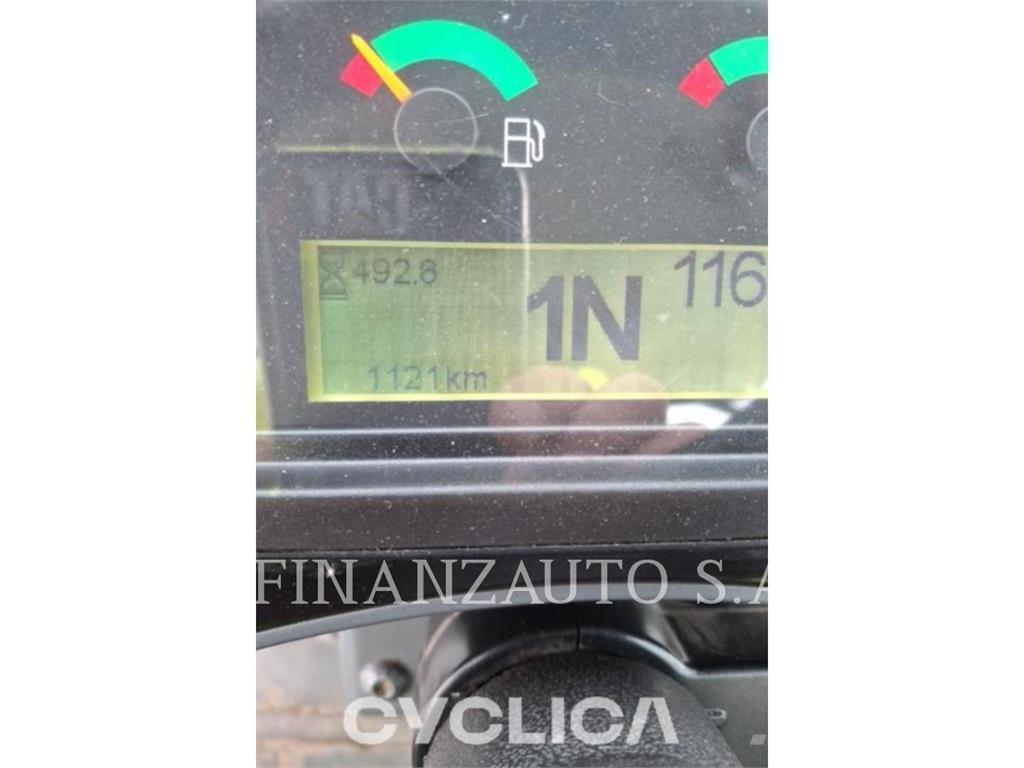 492.8
1N
116
1121km
FINANZAUTO S.A
CYCLICA